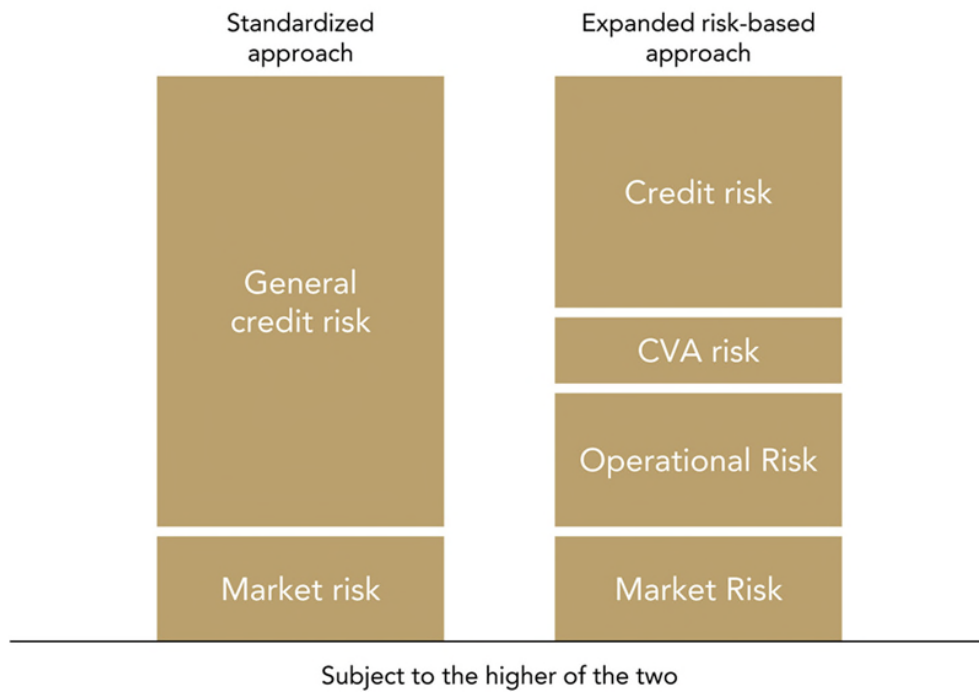 Standardized
approach
Expanded risk-based
approach
General
credit risk
Market risk
Credit risk
CVA risk
Operational Risk
Market Risk
Subject to the higher of the two